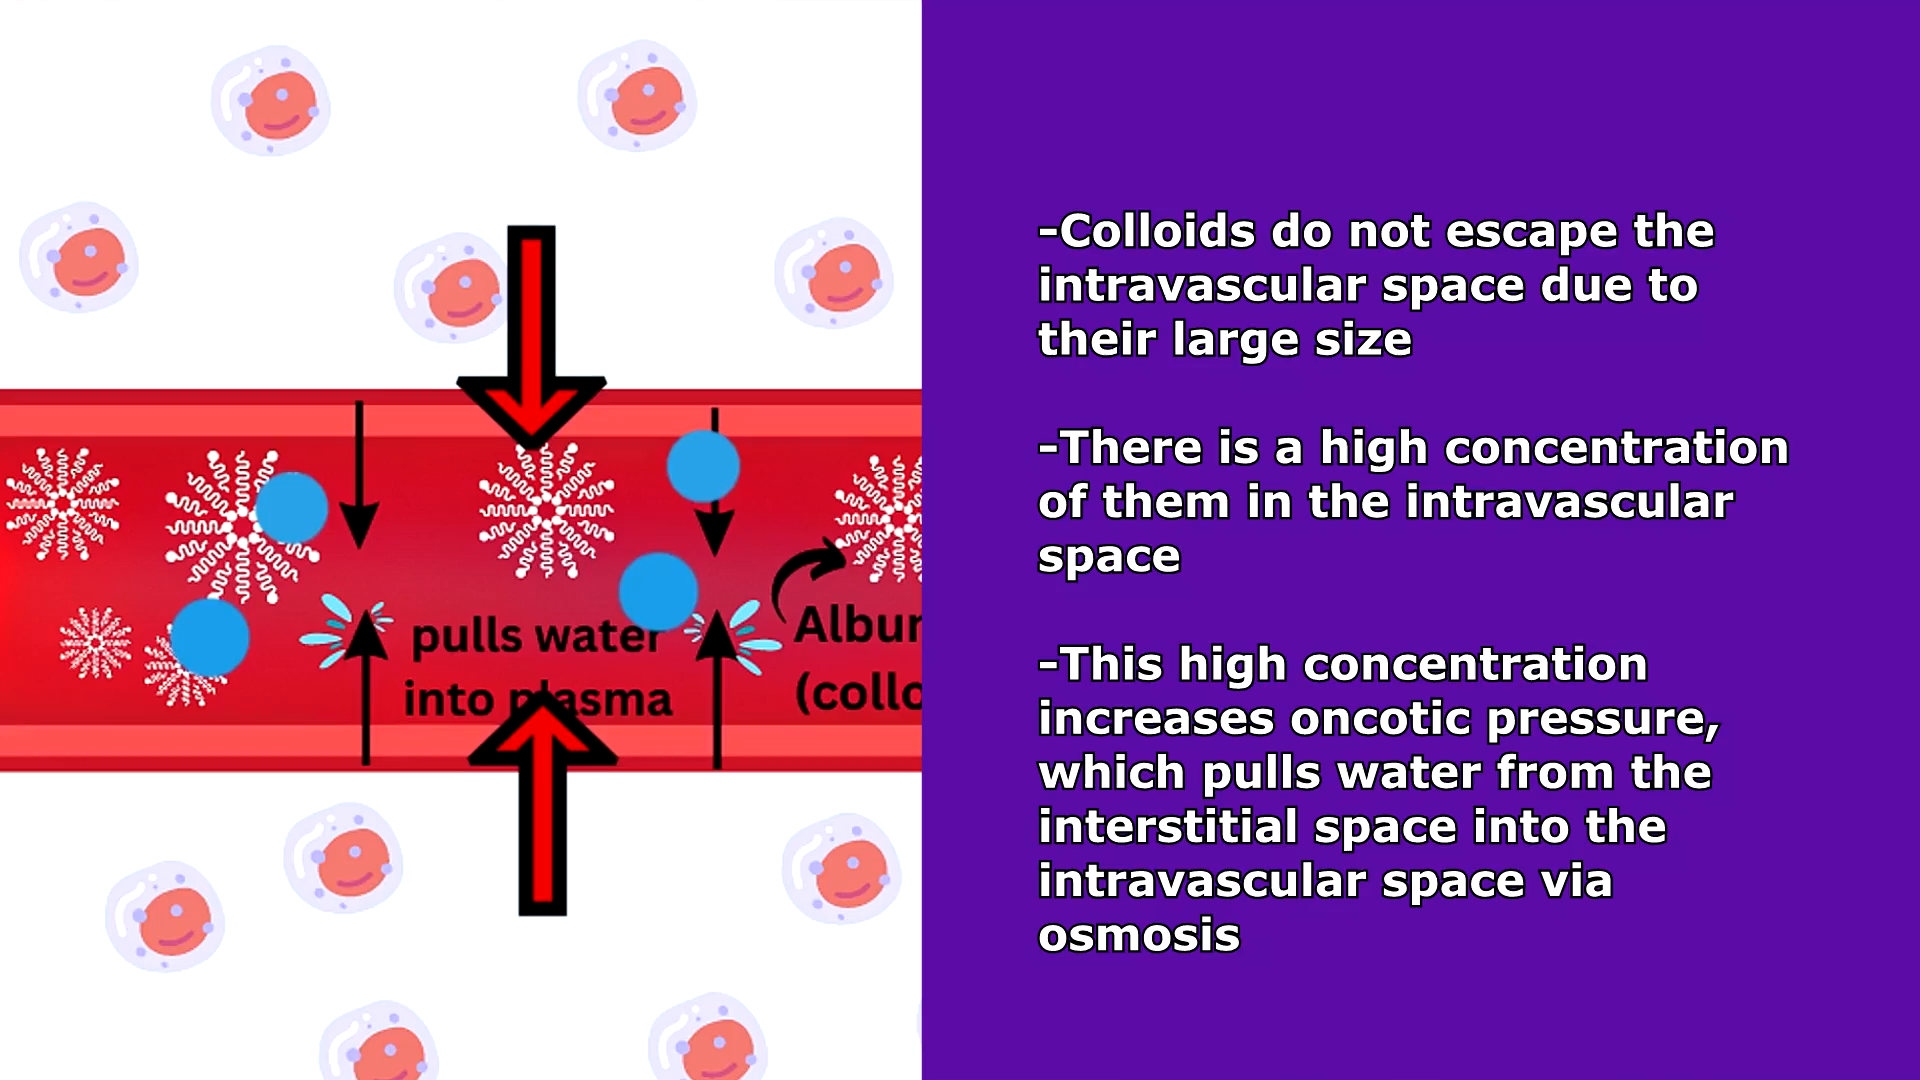 -Colloids do not escape the
intravascular space due to
their large size
-There is a high concentration
of them in the intravascular
space
-This high concentration
increases oncotic pressure,
which pulls water from the
interstitial space into the
intravascular space via
osmosis
pulls water
into plasma